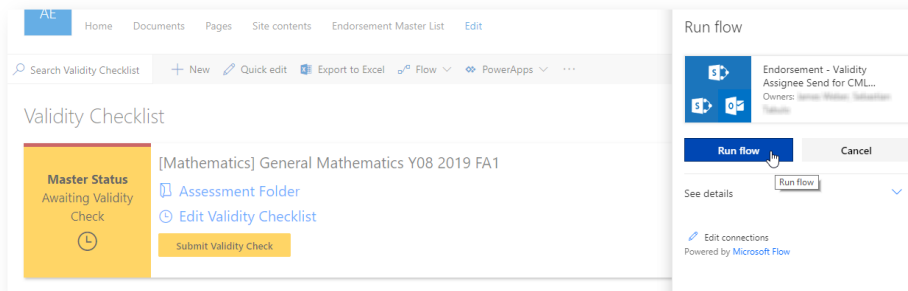 AE
Home Documents Pages Site contents Endorsement Master List Edit
Search Validity Checklist + New Quick edit Export to Excel Flow PowerApps ...
Validity Checklist
Master Status
Awaiting Validity
Check
[Mathematics] General Mathematics Y08 2019 FA1
Assessment Folder
Edit Validity Checklist
Submit Validity Check
Run flow
Endorsement - Validity
Assignee Send for CML...
Owners:
Run flow Cancel
Run flow
See details
Edit connections
Powered by Microsoft Flow